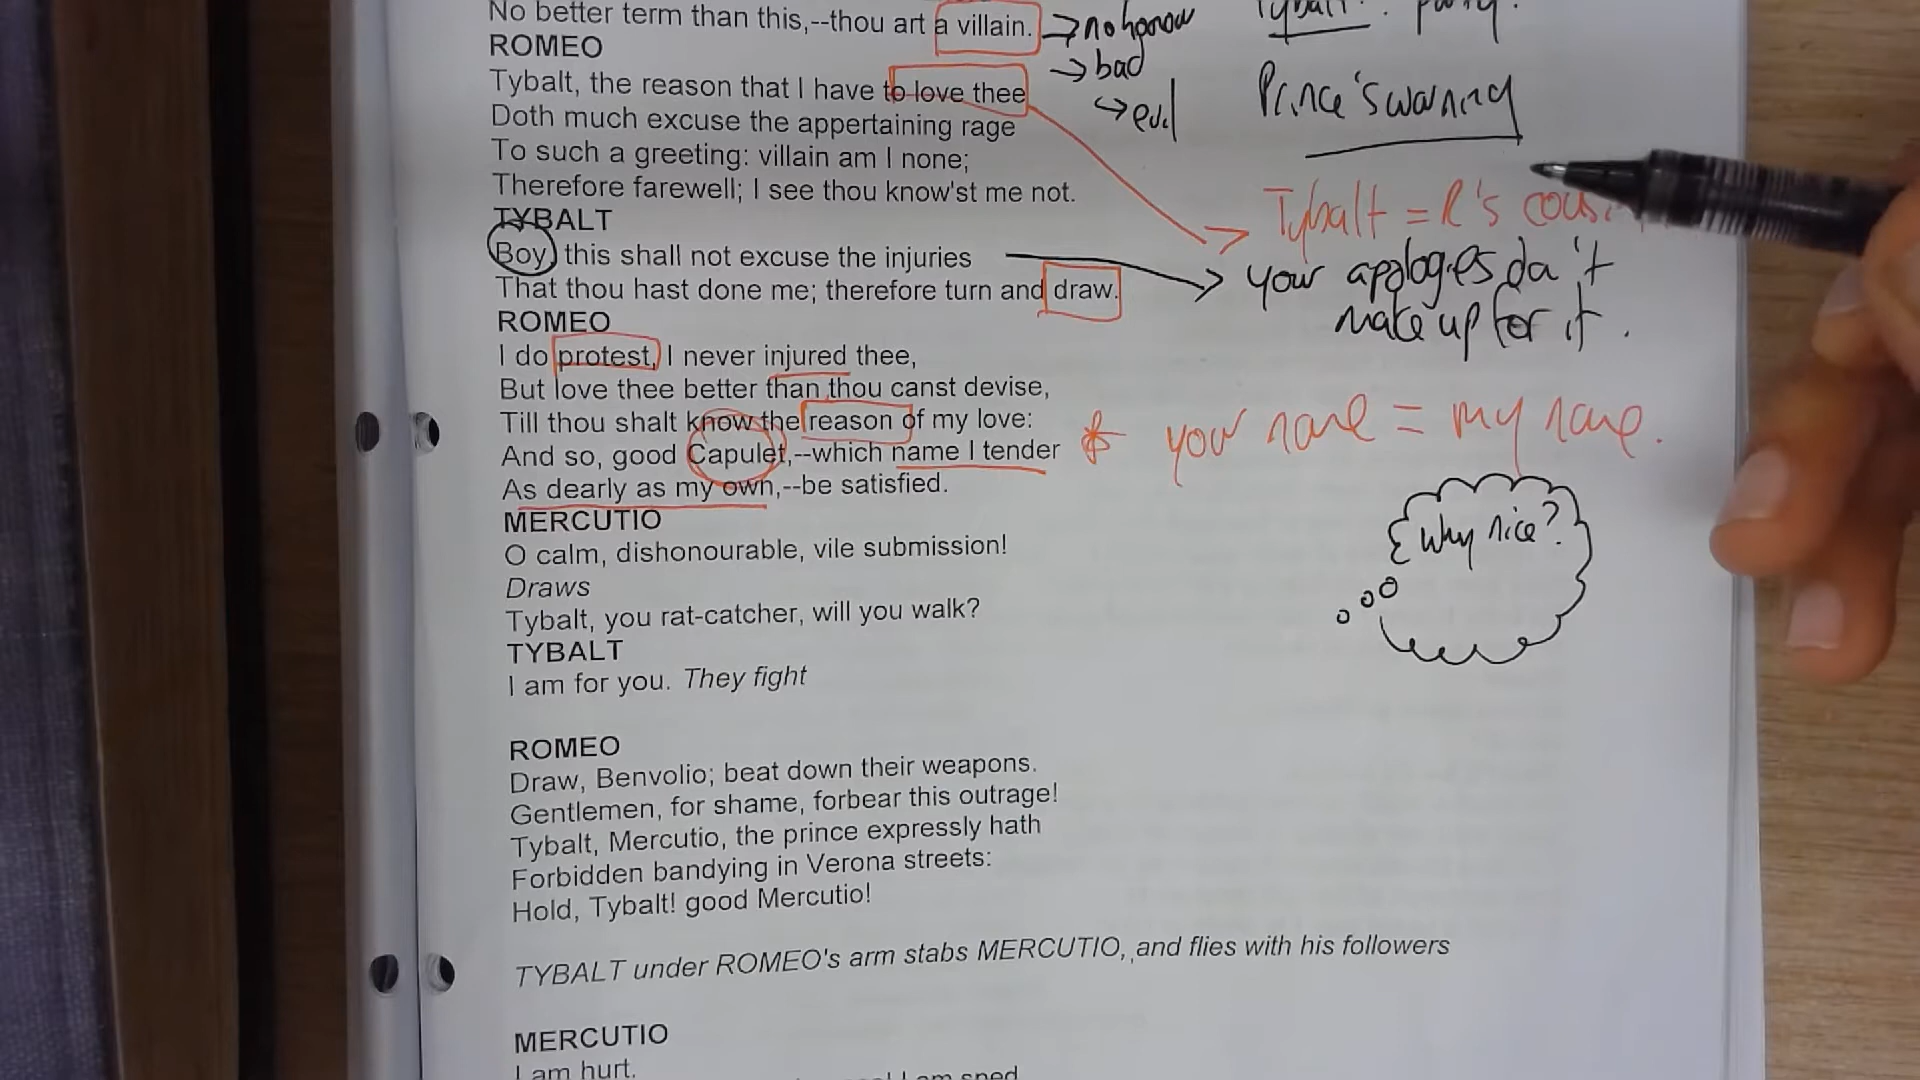 No better term than this,--thou art a villain. → no honour Tybalt : party.
ROMEO → bad
Tybalt, the reason that I have to love thee Prince's warning
Doth much excuse the appertaining rage ↪ evil
To such a greeting: villain am I none;
Therefore farewell; I see thou know'st me not. Tybalt = R's
TYBALT
Boy, this shall not excuse the injuries → your apologies don't
That thou hast done me; therefore turn and draw. make up for it.
ROMEO
I do protest, I never injured thee,
But love thee better than thou canst devise,
Till thou shalt know the reason of my love:
And so, good Capulet,--which name I tender * your name = my name.
As dearly as my own,--be satisfied.
MERCUTIO
O calm, dishonourable, vile submission! Why nice?
Draws
Tybalt, you rat-catcher, will you walk?
TYBALT
I am for you. They fight
ROMEO
Draw, Benvolio; beat down their weapons.
Gentlemen, for shame, forbear this outrage!
Tybalt, Mercutio, the prince expressly hath
Forbidden bandying in Verona streets:
Hold, Tybalt! good Mercutio!
TYBALT under ROMEO's arm stabs MERCUTIO, and flies with his followers
MERCUTIO
I am hurt.
I am sped